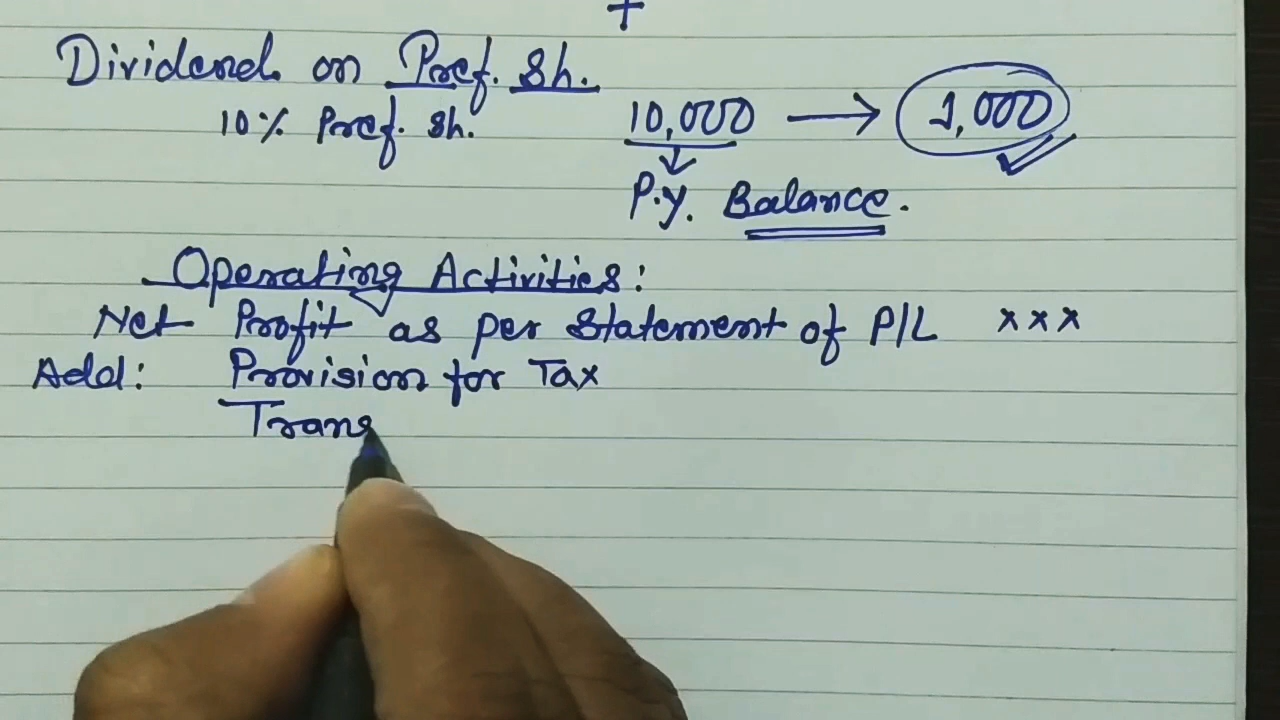 +
Dividend on Pref. Sh.
10% Pref. Sh. 10,000 → 1,000
P.y. Balance.
Operating Activities:
Net Profit as per Statement of P/L xxx
Add: Provision for Tax
Trans